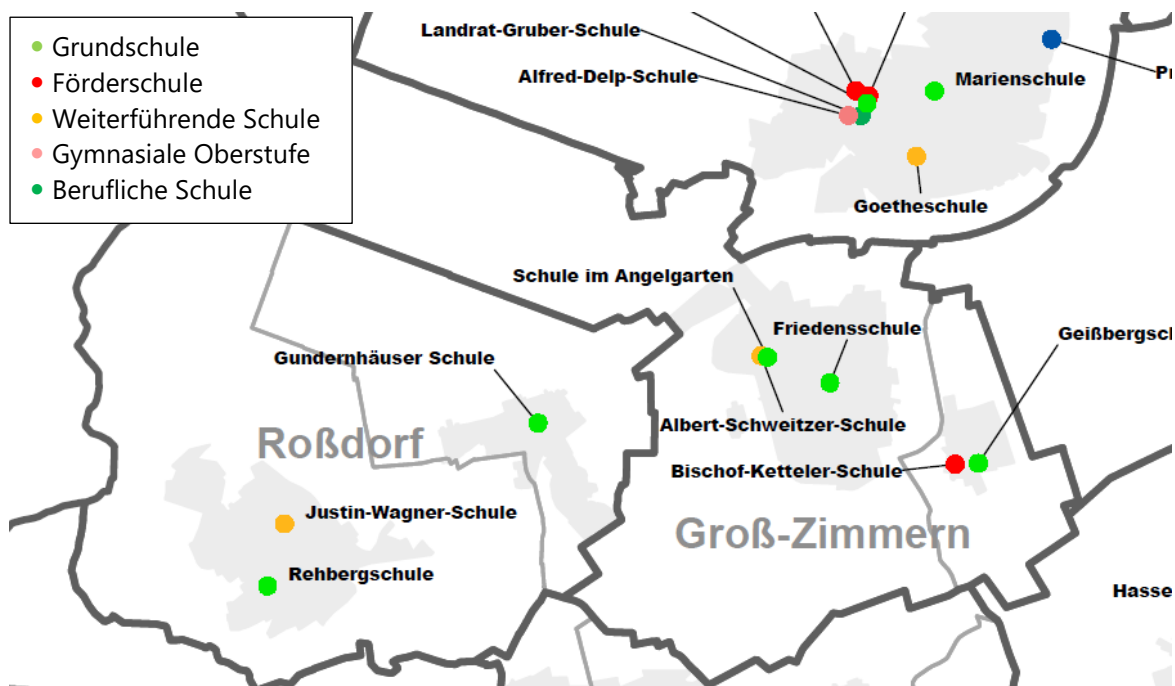 Grundschule
Förderschule
Weiterführende Schule
Gymnasiale Oberstufe
Berufliche Schule
Landrat-Gruber-Schule
Alfred-Delp-Schule
Marienschule
Goetheschule
Schule im Angelgarten
Friedensschule
Gundernhäuser Schule
Albert-Schweitzer-Schule
Roßdorf
Bischof-Ketteler-Schule
Justin-Wagner-Schule
Groß-Zimmern
Rehbergschule